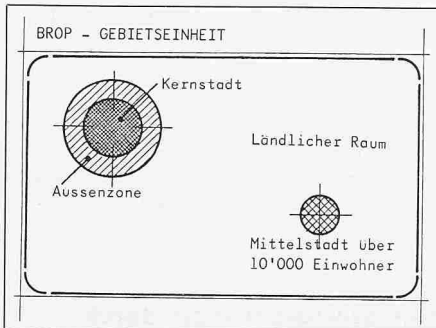 BROP - GEBIETSEINHEIT
Kernstadt
Ländlicher Raum
Aussenzone
Mittelstadt über
10'000 Einwohner